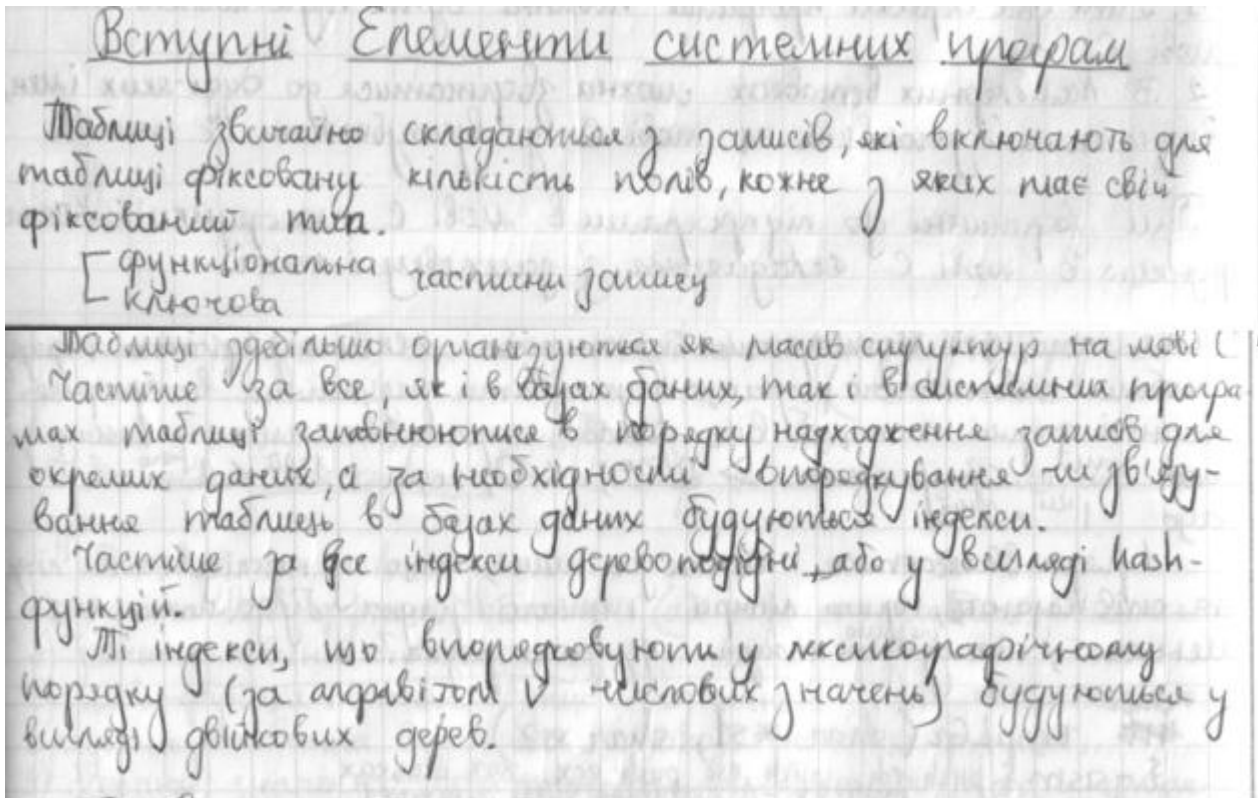 Вступні Елементи системних програм
Таблиці звичайно складаються з записів, які включають для
таблиці фіксовану кількість полів, кожне з яких має свій
фіксований тип.
[ функціональна
ключова частини запису
Таблиці здебільш організуються як масив структур на мові С
Частіше за все, як і в базах даних, так і в системних програ
мах таблиці заповнюються в порядку надходження записів для
окремих даних, а за необхідності впорядкування чи
вання таблиць в базах даних будуються індекси.
Частіше за все індекси деревоподібні, або у вигляді hash-
функцій.
Ті індекси, що впорядковують у лексикографічному
порядку (за алфавітом числових значень) будуються у
вигляді двійкових дерев.